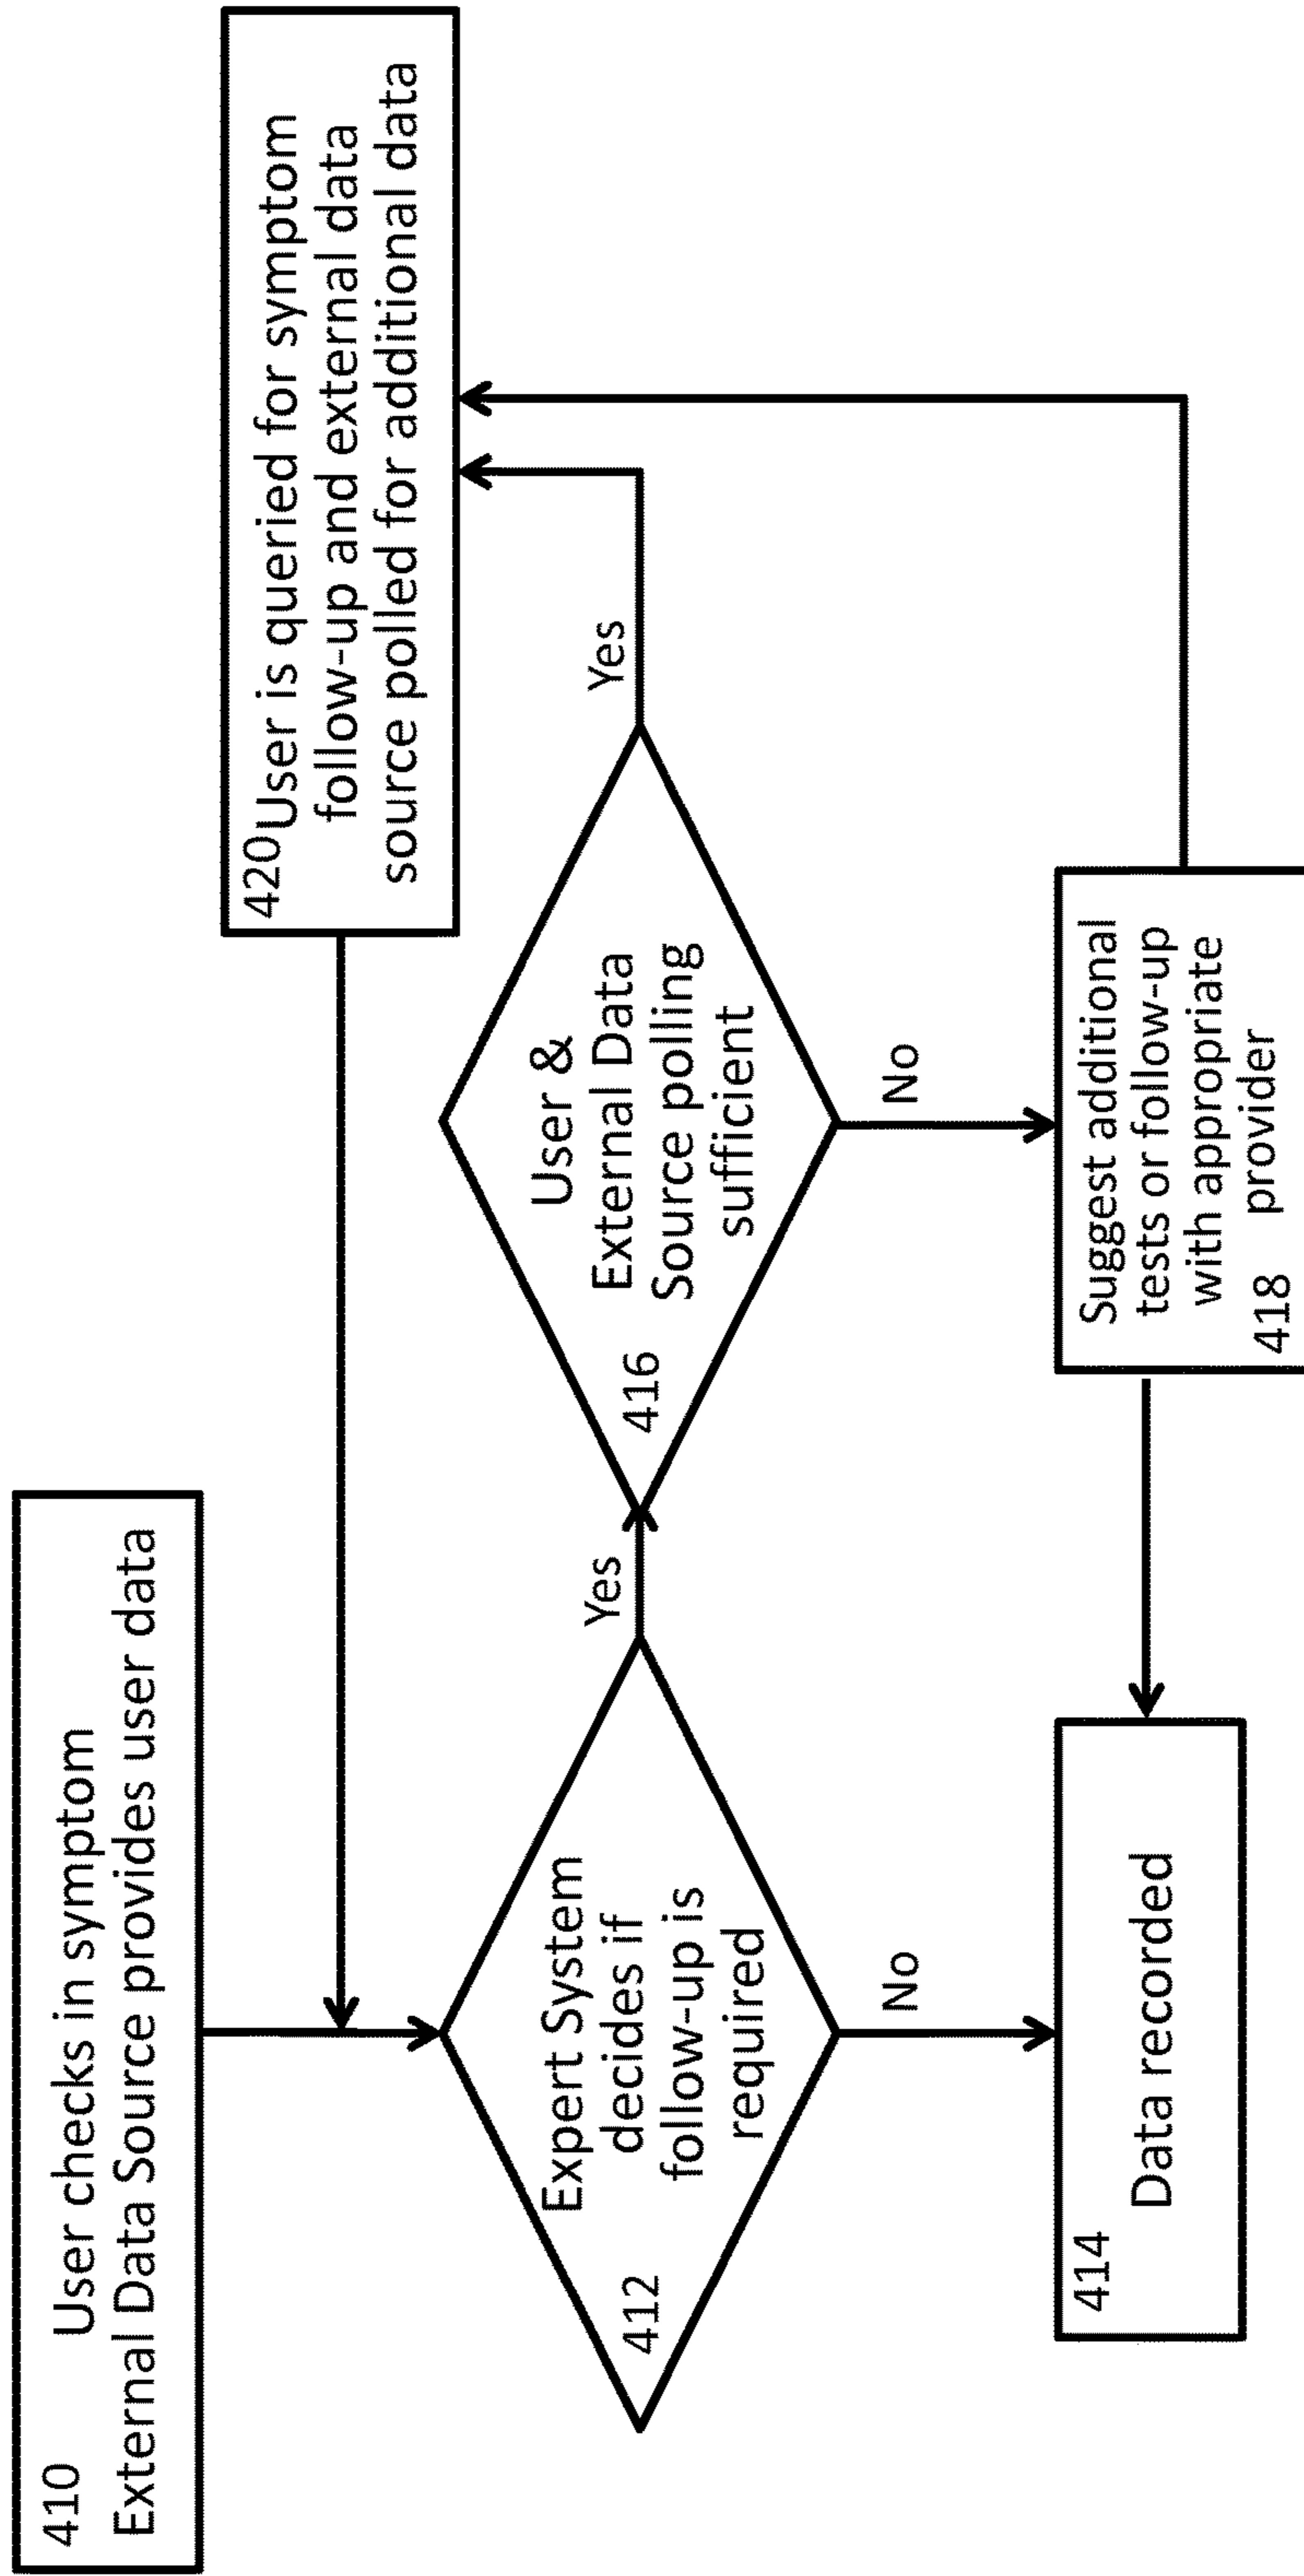 410 User checks in symptom
External Data Source provides user data
420 User is queried for symptom
follow-up and external data
source polled for additional data
Expert System
decides if
follow-up is
required
412
Yes
User &
External Data
Source polling
sufficient
416
Yes
No
No
414
Data recorded
Suggest additional
tests or follow-up
with appropriate
418 provider